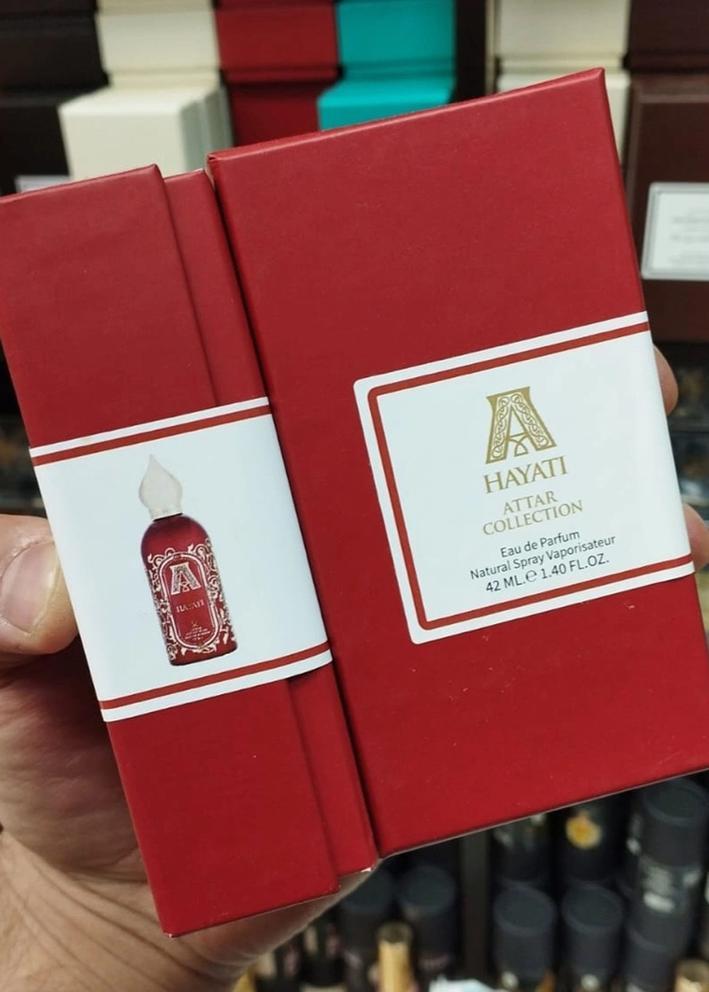 A
HAYATI
A
HAYATI
ATTAR
COLLECTION
Eau de Parfum
Natural Spray Vaporisateur
42 ML.℮ 1.40 FL.OZ.